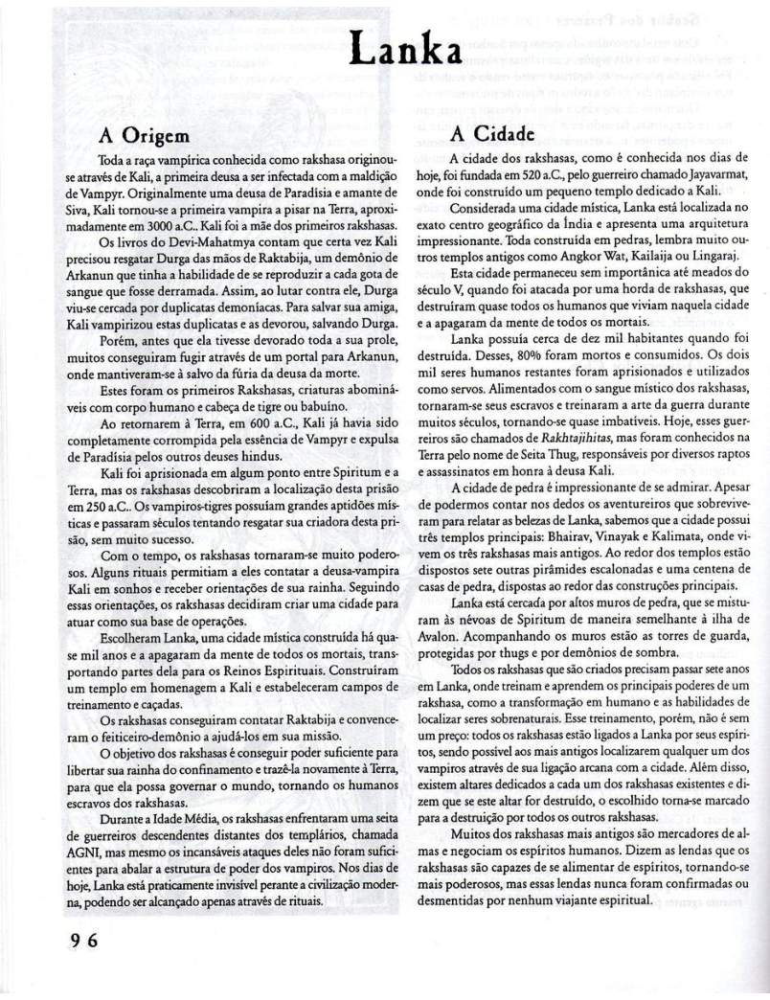 Lanka
A Origem
Toda a raça vampírica conhecida como rakshasa originou-
se através de Kali, a primeira deusa a ser infectada com a maldição
de Vampyr. Originalmente uma deusa de Paradísia e amante de
Siva, Kali tornou-se a primeira vampira a pisar na Terra, aproxi-
madamente em 3000 a.C.. Kali foi a mãe dos primeiros rakshasas.
Os livros do Devi-Mahatmya contam que certa vez Kali
precisou resgatar Durga das mãos de Raktabija, um demônio de
Arkanun que tinha a habilidade de se reproduzir a cada gota de
sangue que fosse derramada. Assim, ao lutar contra ele, Durga
viu-se cercada por duplicatas demoníacas. Para salvar sua amiga,
Kali vampirizou estas duplicatas e as devorou, salvando Durga.
Porém, antes que ela tivesse devorado toda a sua prole,
muitos conseguiram fugir através de um portal para Arkanun,
onde mantiveram-se à salvo da fúria da deusa da morte.
Estes foram os primeiros Rakshasas, criaturas abominá-
veis com corpo humano e cabeça de tigre ou babuíno.
Ao retornarem à Terra, em 600 a.C., Kali já havia sido
completamente corrompida pela essência de Vampyr e expulsa
de Paradísia pelos outros deuses hindus.
Kali foi aprisionada em algum ponto entre Spiritum e a
Terra, mas os rakshasas descobriram a localização desta prisão
em 250 a.C.. Os vampiros-tigres possuíam grandes aptidões mís-
ticas e passaram séculos tentando resgatar sua criadora desta pri-
são, sem muito sucesso.
Com o tempo, os rakshasas tornaram-se muito podero-
sos. Alguns rituais permitiam a eles contatar a deusa-vampira
Kali em sonhos e receber orientações de sua rainha. Seguindo
essas orientações, os rakshasas decidiram criar uma cidade para
atuar como sua base de operações.
Escolheram Lanka, uma cidade mística construída há qua-
se mil anos e a apagaram da mente de todos os mortais, trans-
portando partes dela para os Reinos Espirituais. Construíram
um templo em homenagem a Kali e estabeleceram campos de
treinamento e caçadas.
Os rakshasas conseguiram contatar Raktabija e convence-
ram o feiticeiro-demônio a ajudá-los em sua missão.
O objetivo dos rakshasas é conseguir poder suficiente para
libertar sua rainha do confinamento e trazê-la novamente à Terra,
para que ela possa governar o mundo, tornando os humanos
escravos dos rakshasas.
Durante a Idade Média, os rakshasas enfrentaram uma seita
de guerreiros descendentes distantes dos templários, chamada
AGNI, mas mesmo os incansáveis ataques deles não foram sufici-
entes para abalar a estrutura de poder dos vampiros. Nos dias de
hoje, Lanka está praticamente invisível perante a civilização moder-
na, podendo ser alcançado apenas através de rituais.
A Cidade
A cidade dos rakshasas, como é conhecida nos dias de
hoje, foi fundada em 520 a.C., pelo guerreiro chamado Jayavarmat,
onde foi construído um pequeno templo dedicado a Kali.
Considerada uma cidade mística, Lanka está localizada no
exato centro geográfico da Índia e apresenta uma arquitetura
impressionante. Toda construída em pedras, lembra muito ou-
tros templos antigos como Angkor Wat, Kailaija ou Lingaraj.
Esta cidade permaneceu sem importânica até meados do
século V, quando foi atacada por uma horda de rakshasas, que
destruíram quase todos os humanos que viviam naquela cidade
e a apagaram da mente de todos os mortais.
Lanka possuía cerca de dez mil habitantes quando foi
destruída. Desses, 80% foram mortos e consumidos. Os dois
mil seres humanos restantes foram aprisionados e utilizados
como servos. Alimentados com o sangue místico dos rakshasas,
tornaram-se seus escravos e treinaram a arte da guerra durante
muitos séculos, tornando-se quase imbatíveis. Hoje, esses guer-
reiros são chamados de Rakhtajihitas, mas foram conhecidos na
Terra pelo nome de Seita Thug, responsáveis por diversos raptos
e assassinatos em honra à deusa Kali.
A cidade de pedra é impressionante de se admirar. Apesar
de podermos contar nos dedos os aventureiros que sobrevive-
ram para relatar as belezas de Lanka, sabemos que a cidade possui
três templos principais: Bhairav, Vinayak e Kalimata, onde vi-
vem os três rakshasas mais antigos. Ao redor dos templos estão
dispostos sete outros pirâmides escalonadas e uma centena de
casas de pedra, dispostas ao redor das construções principais.
Lanka está cercada por altos muros de pedra, que se mistu-
ram às névoas de Spiritum de maneira semelhante à ilha de
Avalon. Acompanhando os muros estão as torres de guarda,
protegidas por thugs e por demônios de sombra.
Todos os rakshasas que são criados precisam passar sete anos
em Lanka, onde treinam e aprendem os principais poderes de um
rakshasa, como a transformação em humano e as habilidades de
localizar seres sobrenaturais. Esse treinamento, porém, não é sem
um preço: todos os rakshasas estão ligados a Lanka por seus espíri-
tos, sendo possível aos mais antigos localizarem qualquer um dos
vampiros através de sua ligação arcana com a cidade. Além disso,
existem altares dedicados a cada um dos rakshasas existentes e di-
zem que se este altar for destruído, o escolhido torna-se marcado
para a destruição por todos os outros rakshasas.
Muitos dos rakshasas mais antigos são mercadores de al-
mas e negociam os espíritos humanos. Dizem as lendas que os
rakshasas são capazes de se alimentar de espíritos, tornando-se
mais poderosos, mas essas lendas nunca foram confirmadas ou
desmentidas por nenhum viajante espiritual.
96